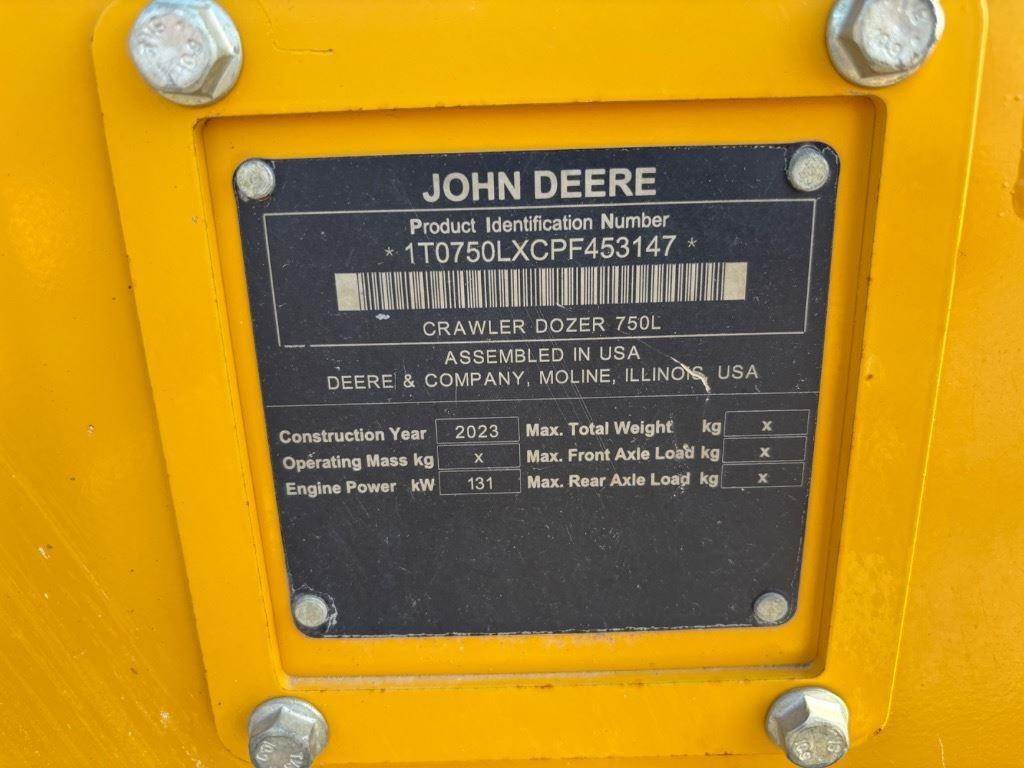 JOHN DEERE
Product Identification Number
* 1T0750LXCPF453147 *
CRAWLER DOZER 750L
ASSEMBLED IN USA
DEERE & COMPANY, MOLINE, ILLINOIS, USA
Construction Year 2023 Max. Total Weight kg x
Operating Mass kg x Max. Front Axle Load kg x
Engine Power kW 131 Max. Rear Axle Load kg x